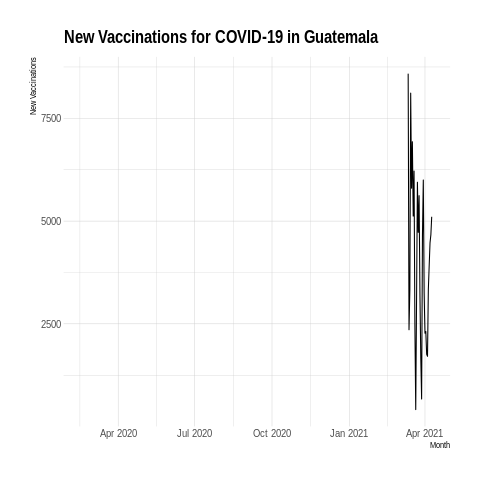 New Vaccinations for COVID-19 in Guatemala
New Vaccinations
7500
5000
2500
Apr 2020
Jul 2020
Oct 2020
Jan 2021
Apr 2021
Month